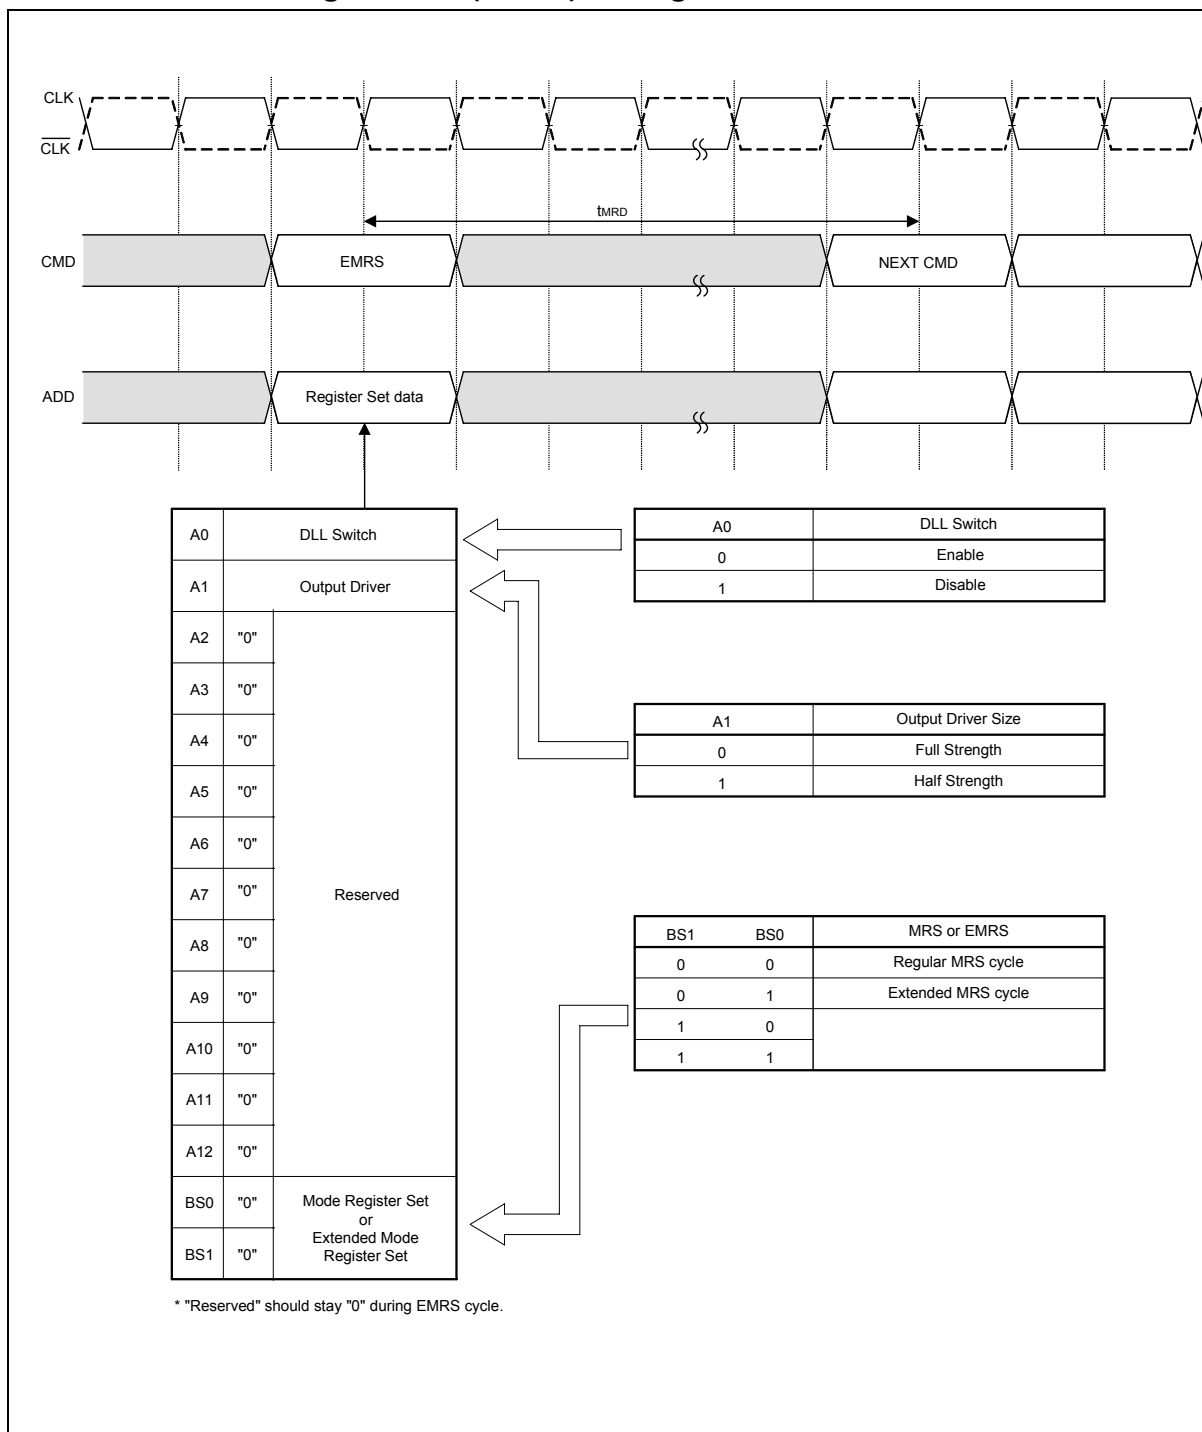 CLK
CLK
tMRD
CMD
EMRS
NEXT CMD
ADD
Register Set data
A0 DLL Switch
A1 Output Driver
A2 "0"
A3 "0"
A4 "0"
A5 "0"
A6 "0"
A7 "0" Reserved
A8 "0"
A9 "0"
A10 "0"
A11 "0"
A12 "0"
BS0 "0" Mode Register Set
or
Extended Mode
BS1 "0" Register Set
A0 DLL Switch
0 Enable
1 Disable
A1 Output Driver Size
0 Full Strength
1 Half Strength
BS1 BS0 MRS or EMRS
0 0 Regular MRS cycle
0 1 Extended MRS cycle
1 0
1 1
* "Reserved" should stay "0" during EMRS cycle.